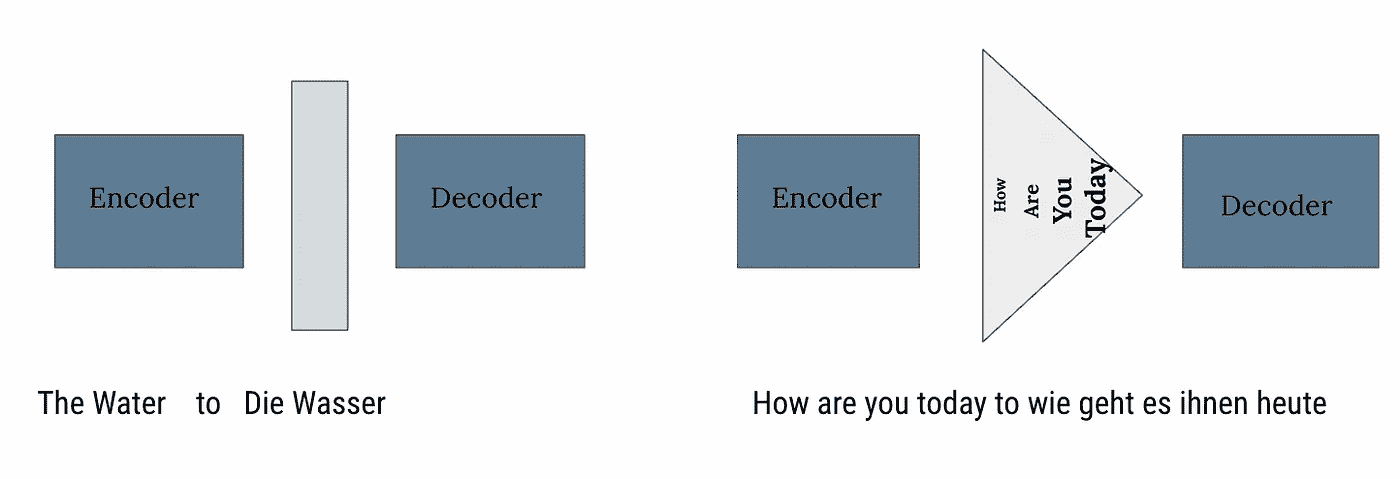 Encoder
Decoder
The Water to Die Wasser
Encoder
How
Are
You
Today
Decoder
How are you today to wie geht es ihnen heute